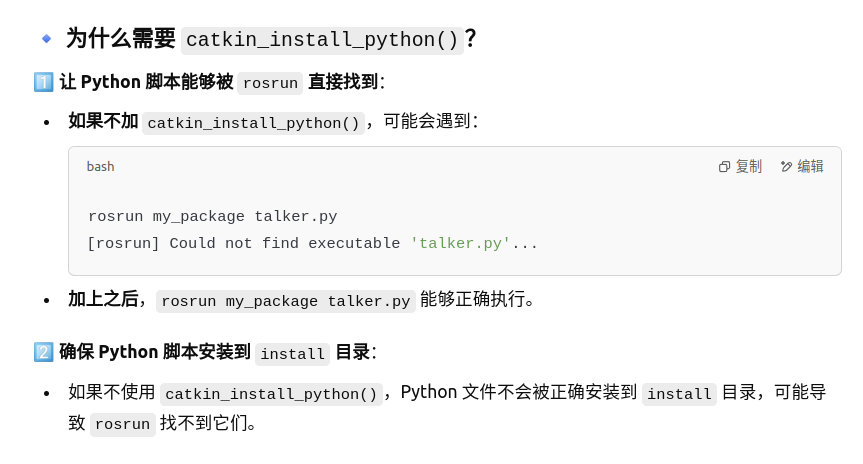 🔹 为什么需要 catkin_install_python()?
1️⃣ 让 Python 脚本能够被 rosrun 直接找到：
• 如果不加 catkin_install_python()，可能会遇到：
bash 复制 编辑
rosrun my_package talker.py
[rosrun] Could not find executable 'talker.py'...
• 加上之后，rosrun my_package talker.py 能够正确执行。
2️⃣ 确保 Python 脚本安装到 install 目录：
• 如果不使用 catkin_install_python()，Python 文件不会被正确安装到 install 目录，可能导
致 rosrun 找不到它们。